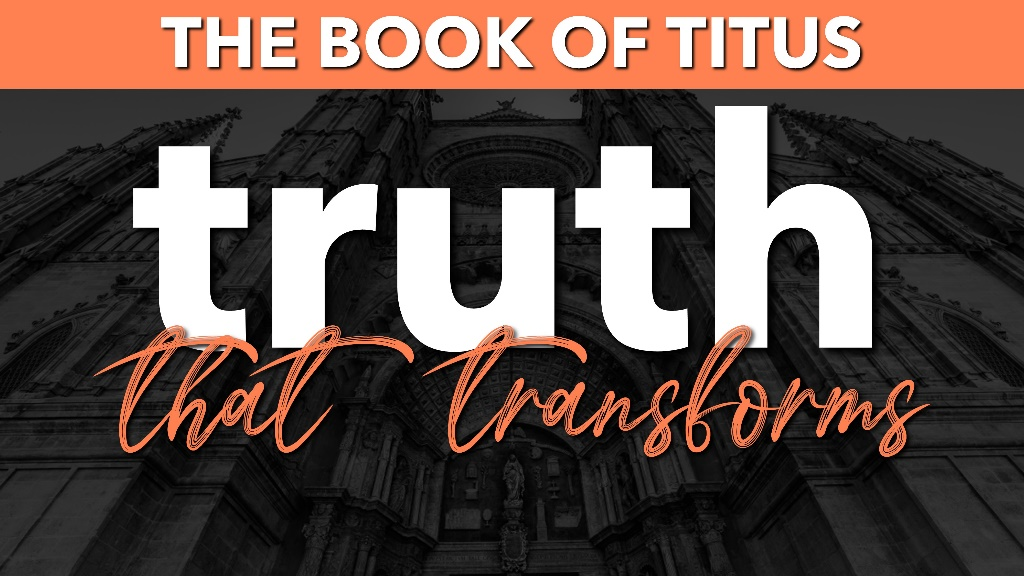 THE BOOK OF TITUS
truth
that transforms